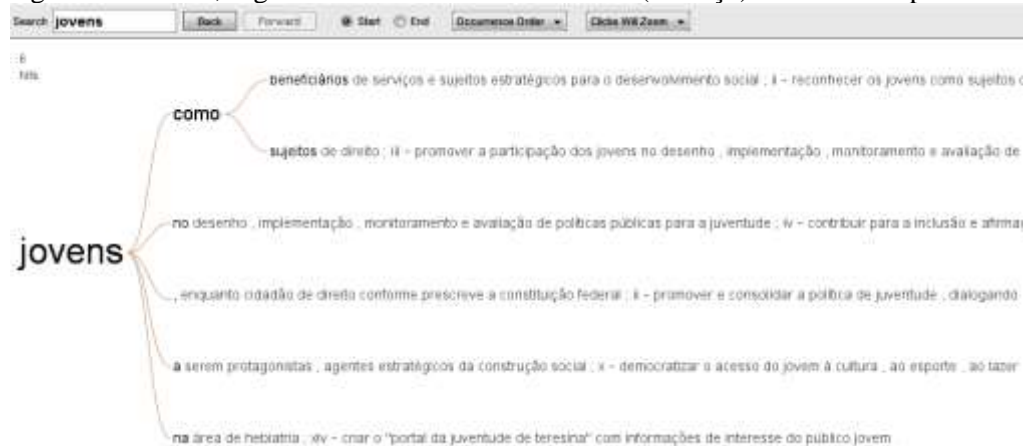 Search jovens Back Forward Start End Occurrence Order Clicks Will Zoom
6
hits
beneficiários de serviços e sujeitos estratégicos para o desenvolvimento social ; ii – reconhecer os jovens como sujeitos
como
sujeitos de direito ; iii – promover a participação dos jovens no desenho , implementação , monitoramento e avaliação de
no desenho , implementação , monitoramento e avaliação de políticas públicas para a juventude ; iv – contribuir para a inclusão e
jovens
, enquanto cidadão de direito conforme prescreve a constituição federal ; ii – promover e consolidar a política de juventude , dialogando
a serem protagonistas , agentes estratégicos da construção social ; x – democratizar o acesso do jovem à cultura , ao esporte , ao lazer
na área de hebiatria , xiv – criar o "portal da juventude de teresina" com informações de interesse do público jovem